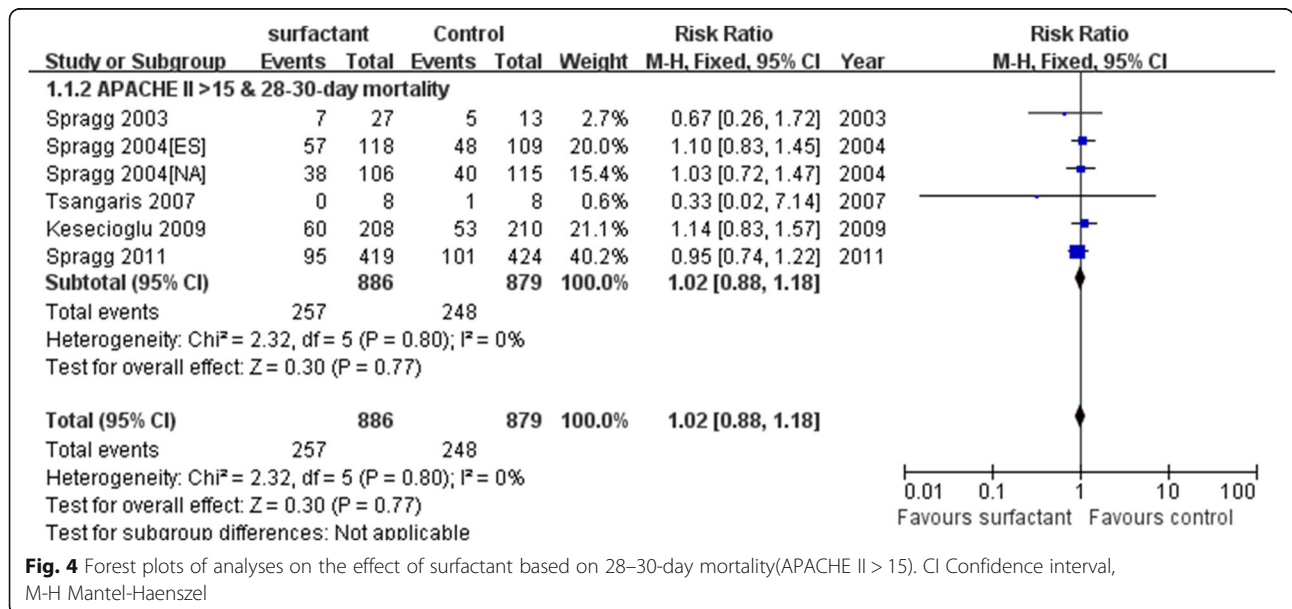 surfactant Control Risk Ratio Risk Ratio
Study or Subgroup Events Total Events Total Weight M-H, Fixed, 95% CI Year M-H, Fixed, 95% CI
1.1.2 APACHE II >15 & 28-30-day mortality
Spragg 2003 7 27 5 13 2.7% 0.67 [0.26, 1.72] 2003
Spragg 2004[ES] 57 118 48 109 20.0% 1.10 [0.83, 1.45] 2004
Spragg 2004[NA] 38 106 40 115 15.4% 1.03 [0.72, 1.47] 2004
Tsangaris 2007 0 8 1 8 0.6% 0.33 [0.02, 7.14] 2007
Kesecioglu 2009 60 208 53 210 21.1% 1.14 [0.83, 1.57] 2009
Spragg 2011 95 419 101 424 40.2% 0.95 [0.74, 1.22] 2011
Subtotal (95% CI) 886 879 100.0% 1.02 [0.88, 1.18]
Total events 257 248
Heterogeneity: Chi² = 2.32, df = 5 (P = 0.80); I² = 0%
Test for overall effect: Z = 0.30 (P = 0.77)
Total (95% CI) 886 879 100.0% 1.02 [0.88, 1.18]
Total events 257 248
Heterogeneity: Chi² = 2.32, df = 5 (P = 0.80); I² = 0%
Test for overall effect: Z = 0.30 (P = 0.77)
Test for subgroup differences: Not applicable
0.01 0.1 1 10 100
Favours surfactant Favours control
Fig. 4 Forest plots of analyses on the effect of surfactant based on 28–30-day mortality(APACHE II > 15). CI Confidence interval,
M-H Mantel-Haenszel